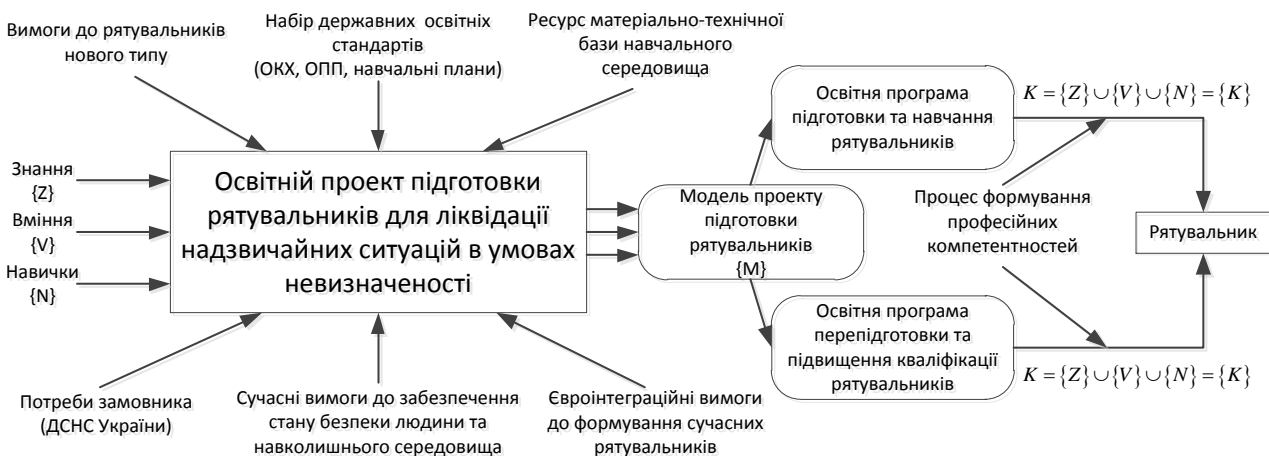 Вимоги до рятувальників
нового типу
Набір державних освітніх
стандартів
(ОКХ, ОПП, навчальні плани)
Ресурс матеріально-технічної
бази навчального
середовища
Знання
{Z}
Вміння
{V}
Навички
{N}
Освітній проект підготовки
рятувальників для ліквідації
надзвичайних ситуацій в умовах
невизначеності
Модель проекту
підготовки
рятувальників
{M}
Освітня програма
підготовки та навчання
рятувальників
K = {Z} ∪ {V} ∪ {N} = {K}
Процес формування
професійних
компетентностей
Рятувальник
Освітня програма
перепідготовки та
підвищення кваліфікації
рятувальників
K = {Z} ∪ {V} ∪ {N} = {K}
Потреби замовника
(ДСНС України)
Сучасні вимоги до забезпечення
стану безпеки людини та
навколишнього середовища
Євроінтеграційні вимоги
до формування сучасних
рятувальників